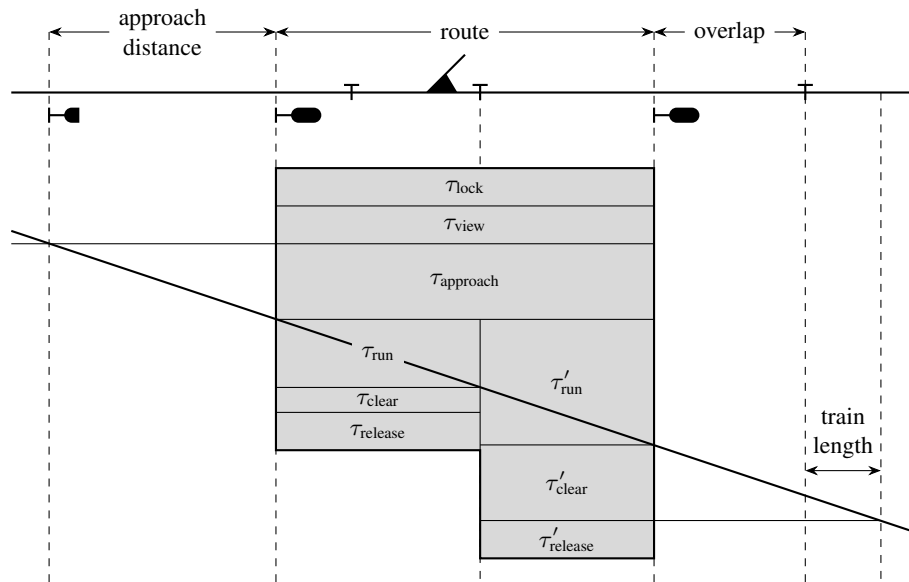 approach
distance
route
overlap
τlock
τview
τapproach
τrun
τ′run
τclear
τrelease
train
length
τ′clear
τ′release